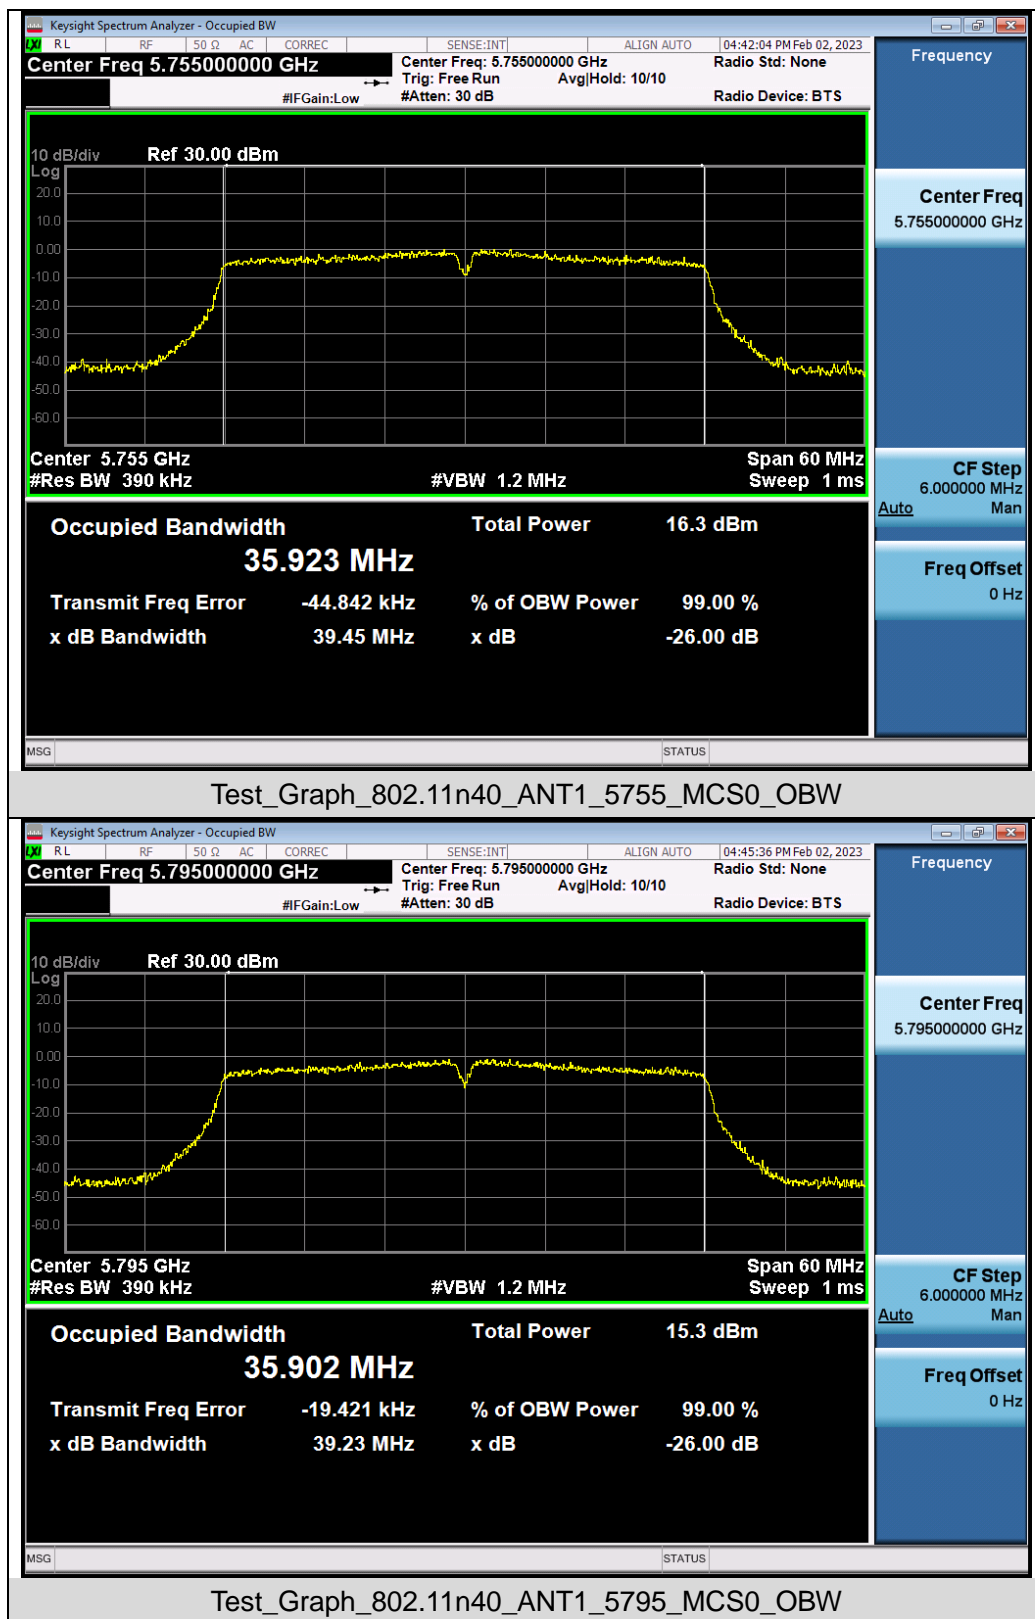 Keysight Spectrum Analyzer - Occupied BW
LXI RL RF 50 Ω AC CORREC SENSE:INT ALIGN AUTO 04:42:04 PM Feb 02, 2023
Center Freq 5.755000000 GHz
Center Freq: 5.755000000 GHz Radio Std: None
Trig: Free Run Avg|Hold: 10/10
#IFGain:Low #Atten: 30 dB Radio Device: BTS
10 dB/div Ref 30.00 dBm
Log
20.0
10.0
0.00
-10.0
-20.0
-30.0
-40.0
-50.0
-60.0
Center 5.755 GHz Span 60 MHz
#Res BW 390 kHz #VBW 1.2 MHz Sweep 1 ms
Occupied Bandwidth Total Power 16.3 dBm
35.923 MHz
Transmit Freq Error -44.842 kHz % of OBW Power 99.00 %
x dB Bandwidth 39.45 MHz x dB -26.00 dB
MSG STATUS
Frequency
Center Freq
5.755000000 GHz
CF Step
6.000000 MHz
Auto Man
Freq Offset
0 Hz
Test_Graph_802.11n40_ANT1_5755_MCS0_OBW
Keysight Spectrum Analyzer - Occupied BW
LXI RL RF 50 Ω AC CORREC SENSE:INT ALIGN AUTO 04:45:36 PM Feb 02, 2023
Center Freq 5.795000000 GHz
Center Freq: 5.795000000 GHz Radio Std: None
Trig: Free Run Avg|Hold: 10/10
#IFGain:Low #Atten: 30 dB Radio Device: BTS
10 dB/div Ref 30.00 dBm
Log
20.0
10.0
0.00
-10.0
-20.0
-30.0
-40.0
-50.0
-60.0
Center 5.795 GHz Span 60 MHz
#Res BW 390 kHz #VBW 1.2 MHz Sweep 1 ms
Occupied Bandwidth Total Power 15.3 dBm
35.902 MHz
Transmit Freq Error -19.421 kHz % of OBW Power 99.00 %
x dB Bandwidth 39.23 MHz x dB -26.00 dB
MSG STATUS
Frequency
Center Freq
5.795000000 GHz
CF Step
6.000000 MHz
Auto Man
Freq Offset
0 Hz
Test_Graph_802.11n40_ANT1_5795_MCS0_OBW